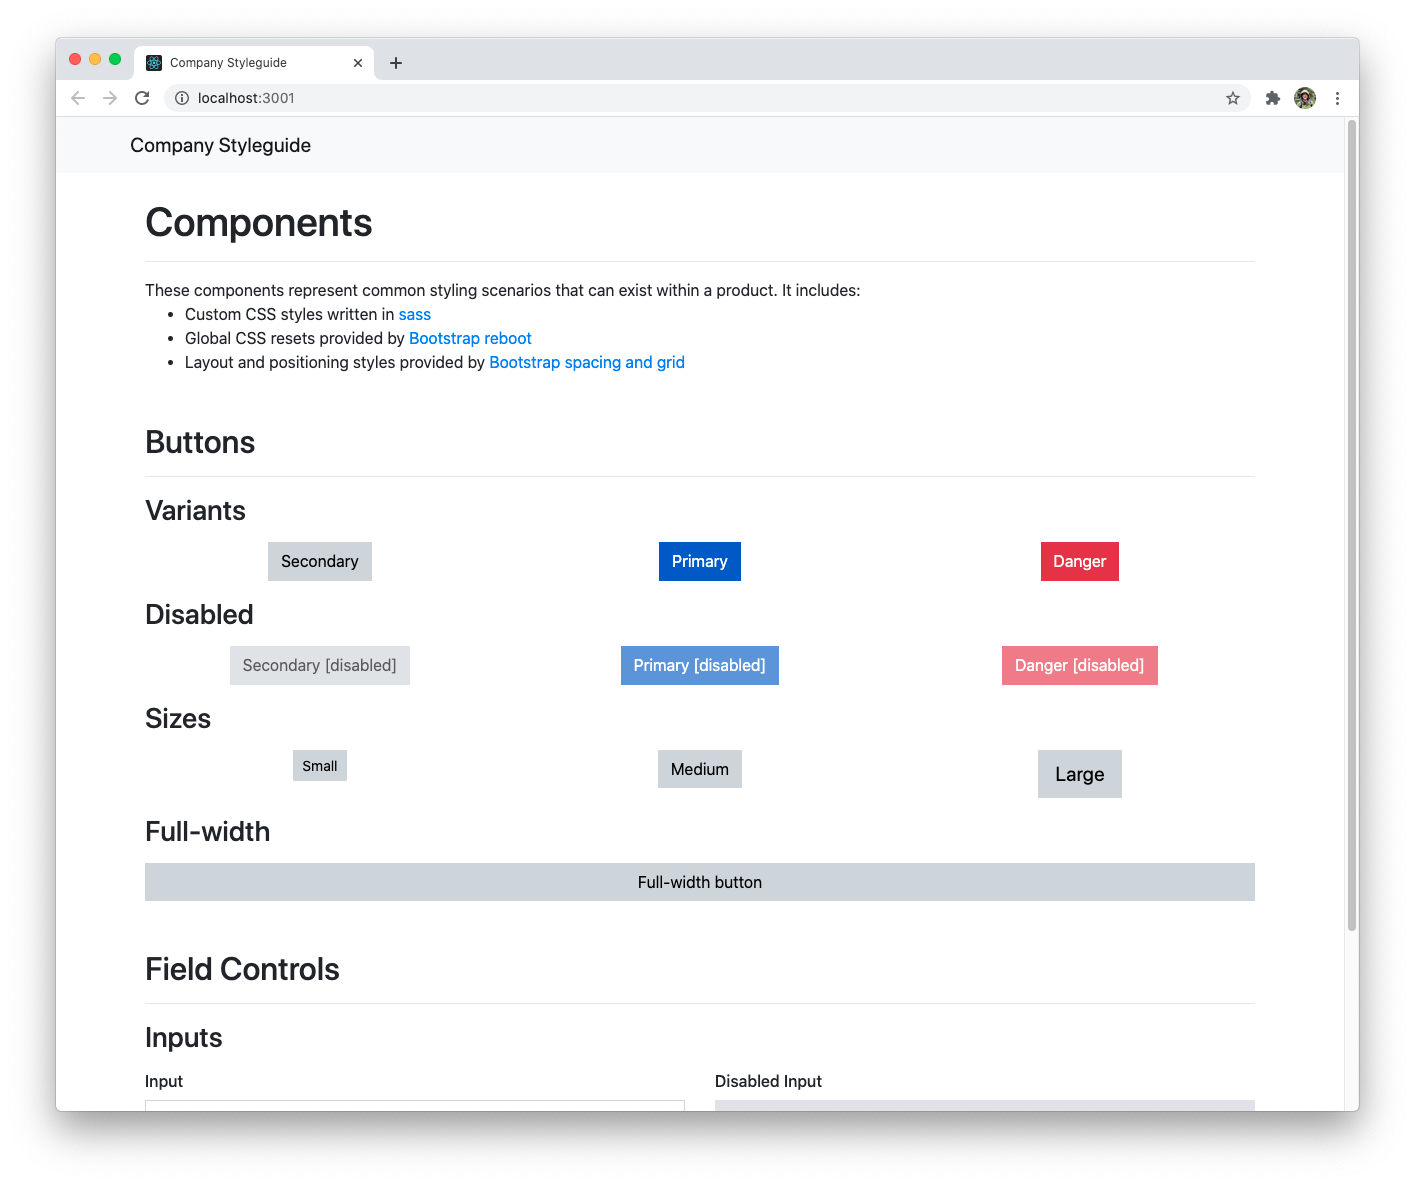 Company Styleguide
localhost:3001
Company Styleguide
Components
These components represent common styling scenarios that can exist within a product. It includes:
• Custom CSS styles written in sass
• Global CSS resets provided by Bootstrap reboot
• Layout and positioning styles provided by Bootstrap spacing and grid
Buttons
Variants
Secondary Primary Danger
Disabled
Secondary [disabled] Primary [disabled] Danger [disabled]
Sizes
Small Medium Large
Full-width
Full-width button
Field Controls
Inputs
Input Disabled Input